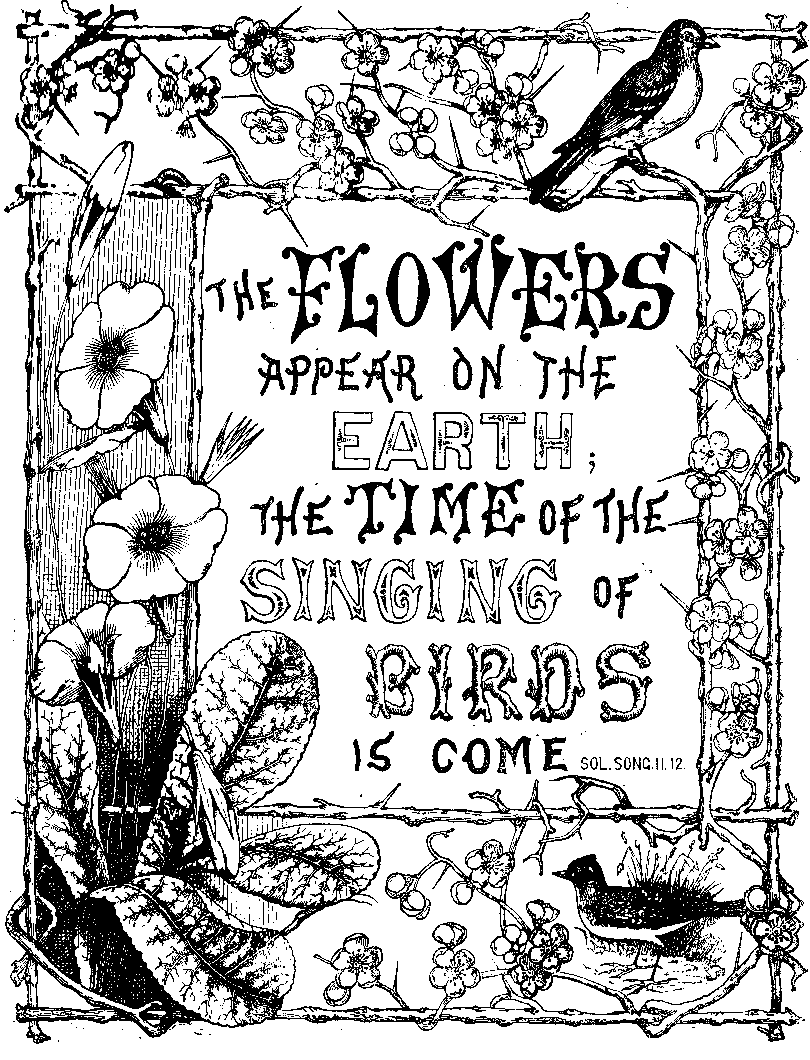 THE FLOWERS
APPEAR ON THE
EARTH;
THE TIME OF THE
SINGING OF
BIRDS
IS COME SOL. SONG. II. 12.